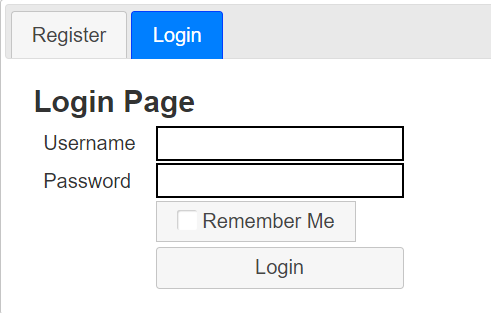 Register Login
Login Page
Username
Password
Remember Me
Login